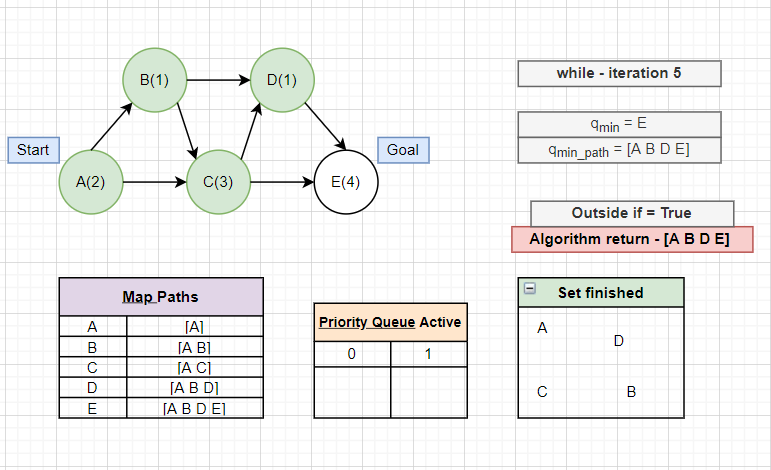 while - iteration 5
B(1)
D(1)
qmin = E
qmin_path = [A B D E]
Start
Goal
A(2)
C(3)
E(4)
Outside if = True
Algorithm return - [A B D E]
Map Paths
A [A]
B [A B]
C [A C]
D [A B D]
E [A B D E]
Priority Queue Active
0 1
Set finished
A
D
C
B